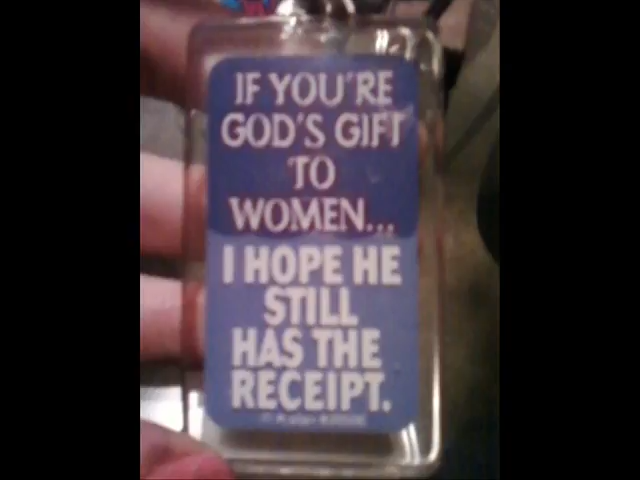 IF YOU'RE
GOD'S GIFT
TO
WOMEN...
I HOPE HE
STILL
HAS THE
RECEIPT.